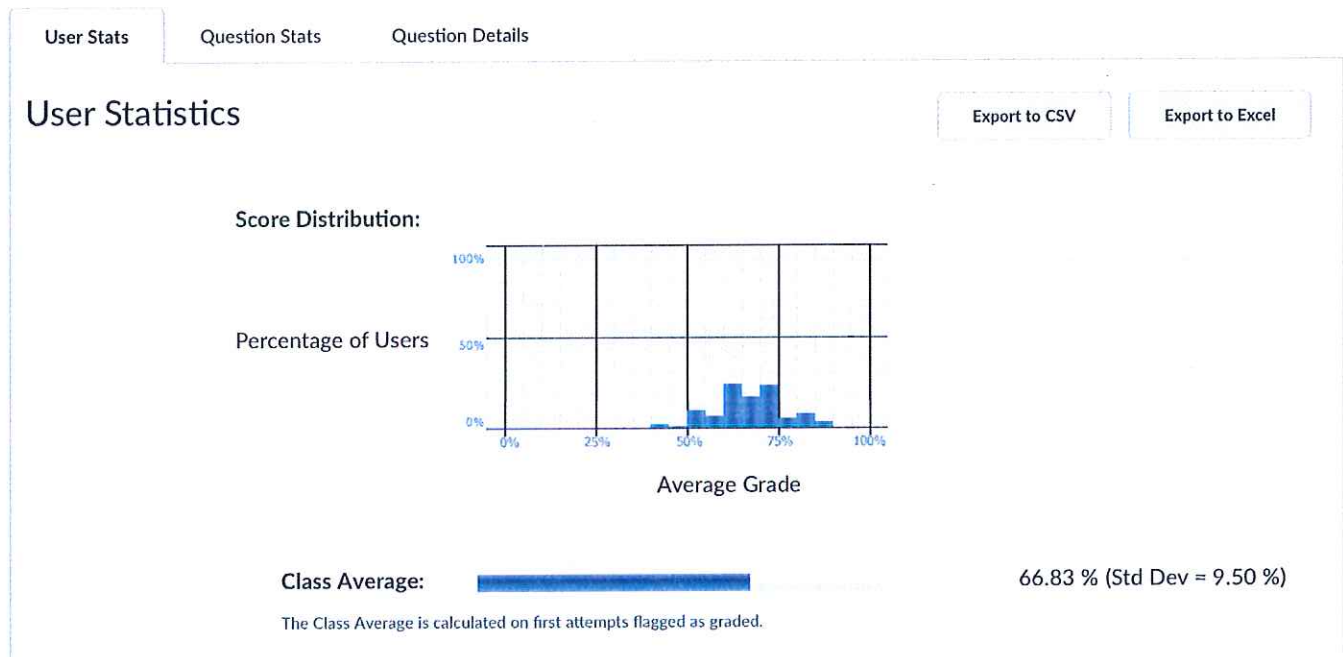 User Stats
Question Stats
Question Details
User Statistics
Export to CSV
Export to Excel
Score Distribution:
100%
Percentage of Users
50%
0%
0%
25%
50%
75%
100%
Average Grade
Class Average:
66.83 % (Std Dev = 9.50 %)
The Class Average is calculated on first attempts flagged as graded.